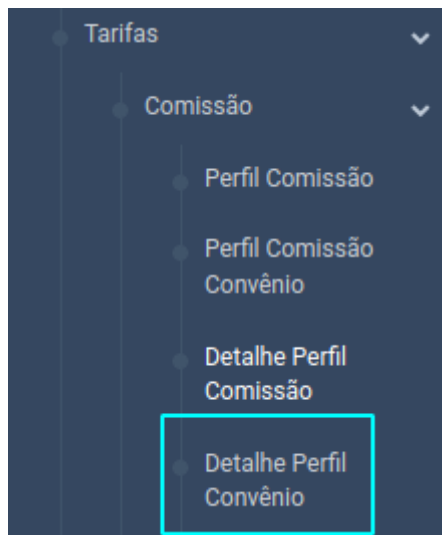 Tarifas
Comissão
Perfil Comissão
Perfil Comissão
Convênio
Detalhe Perfil
Comissão
Detalhe Perfil
Convênio